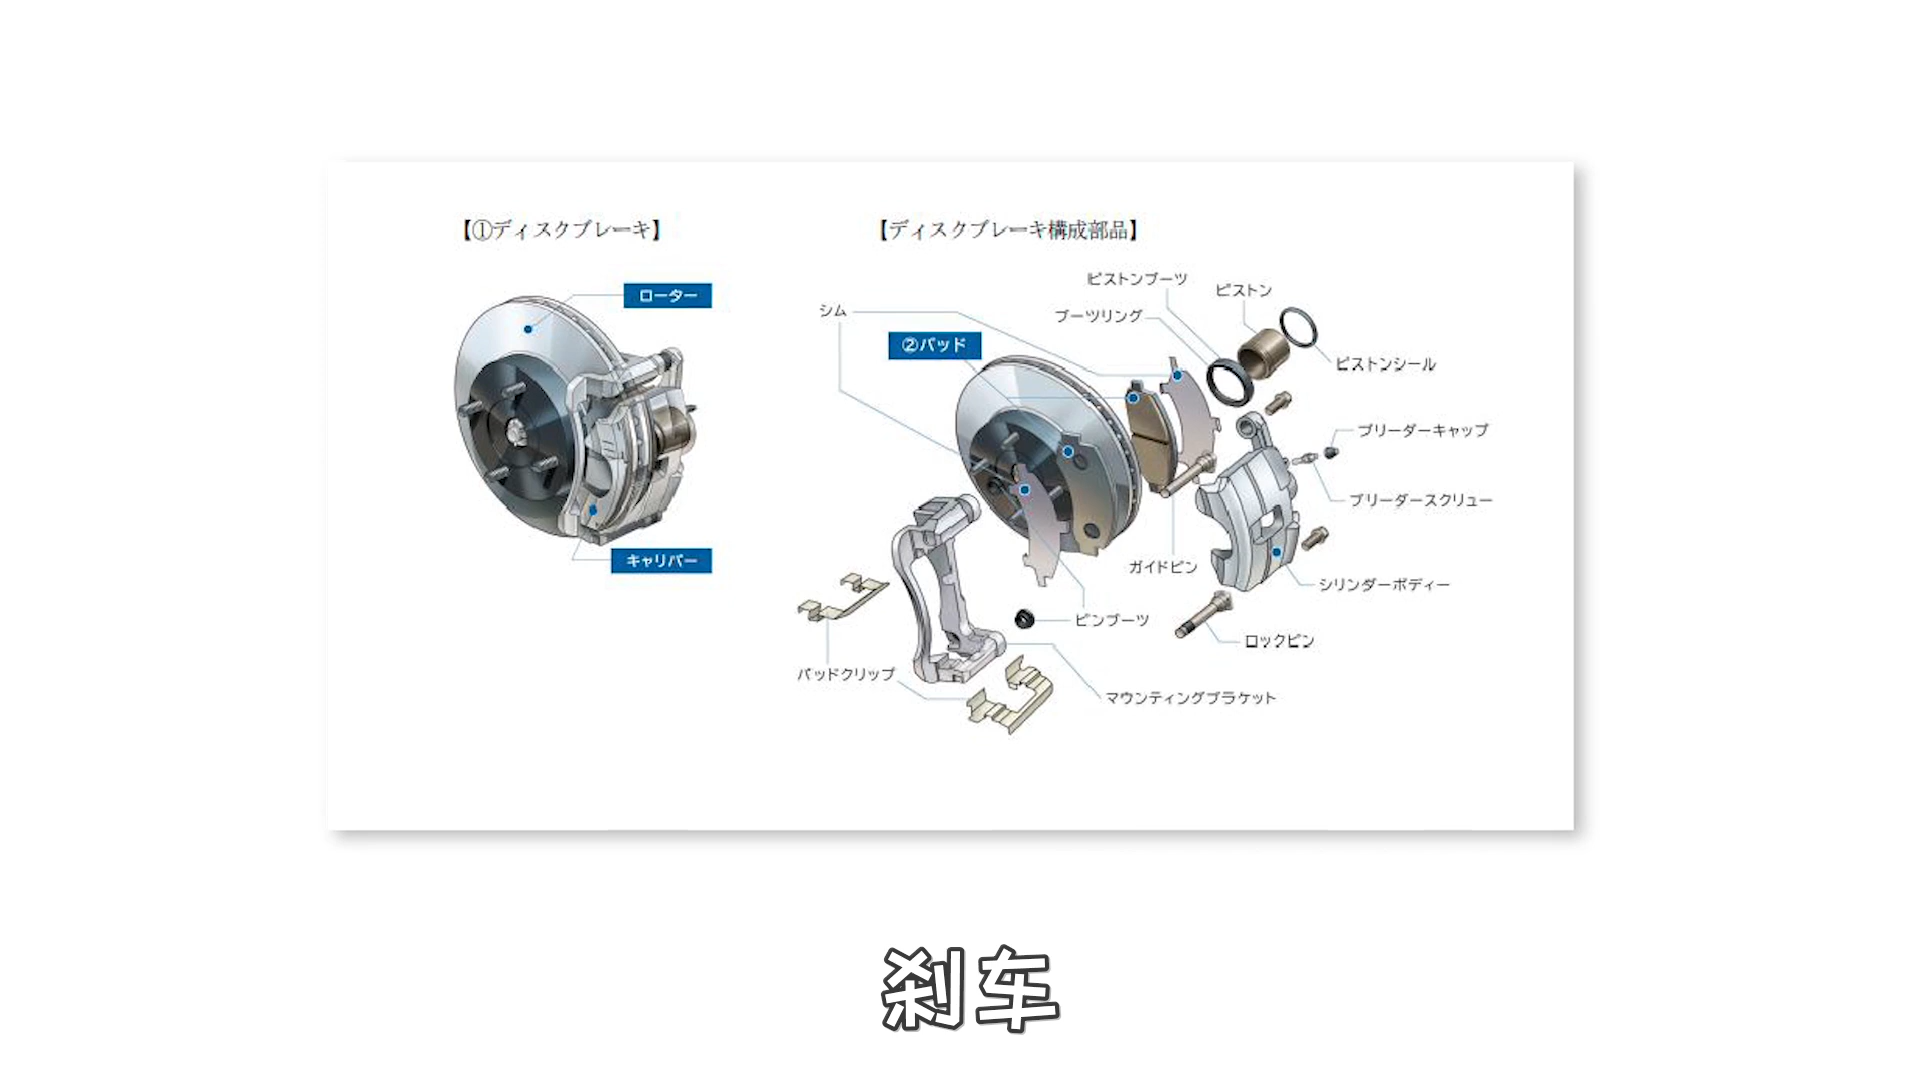 【①ディスクブレーキ】
ローター
キャリパー
【ディスクブレーキ構成部品】
ピストンブーツ
ピストン
シム
ブーツリング
②パッド
ピストンシール
ブリーダーキャップ
ブリーダースクリュー
ガイドピン
シリンダーボディー
ピンブーツ
ロックピン
パッドクリップ
マウンティングブラケット
刹车